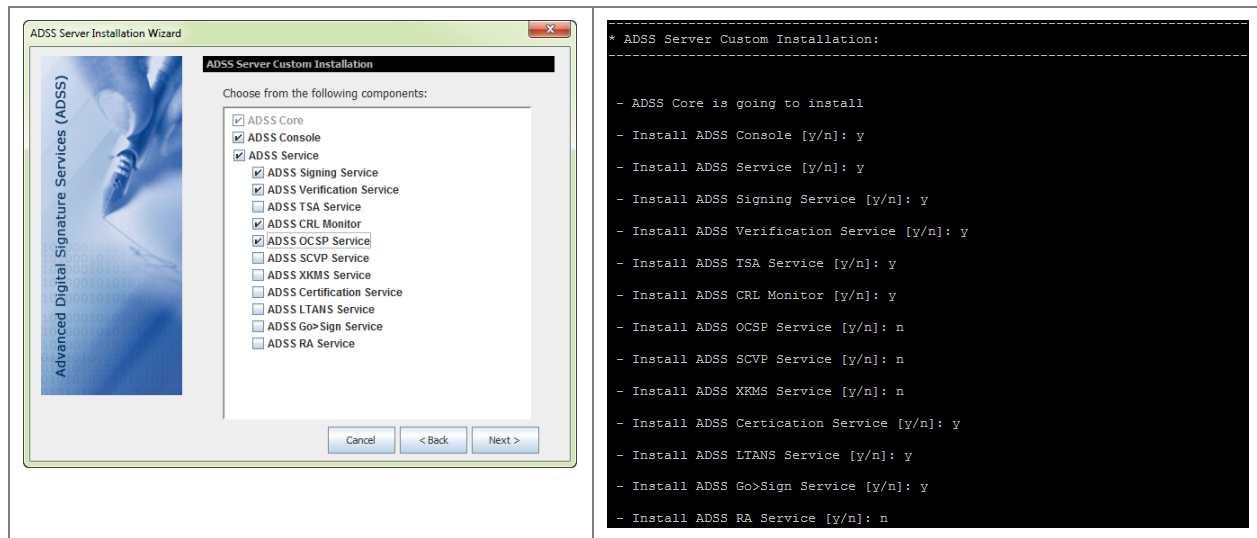 ADSS Server Installation Wizard
Advanced Digital Signature Services (ADSS)
ADSS Server Custom Installation
Choose from the following components:
ADSS Core
ADSS Console
ADSS Service
ADSS Signing Service
ADSS Verification Service
ADSS TSA Service
ADSS CRL Monitor
ADSS OCSP Service
ADSS SCVP Service
ADSS XKMS Service
ADSS Certification Service
ADSS LTANS Service
ADSS Go>Sign Service
ADSS RA Service
Cancel
< Back
Next >
* ADSS Server Custom Installation:
- ADSS Core is going to install
- Install ADSS Console [y/n]: y
- Install ADSS Service [y/n]: y
- Install ADSS Signing Service [y/n]: y
- Install ADSS Verification Service [y/n]: y
- Install ADSS TSA Service [y/n]: y
- Install ADSS CRL Monitor [y/n]: y
- Install ADSS OCSP Service [y/n]: n
- Install ADSS SCVP Service [y/n]: n
- Install ADSS XKMS Service [y/n]: n
- Install ADSS Certication Service [y/n]: y
- Install ADSS LTANS Service [y/n]: y
- Install ADSS Go>Sign Service [y/n]: y
- Install ADSS RA Service [y/n]: n